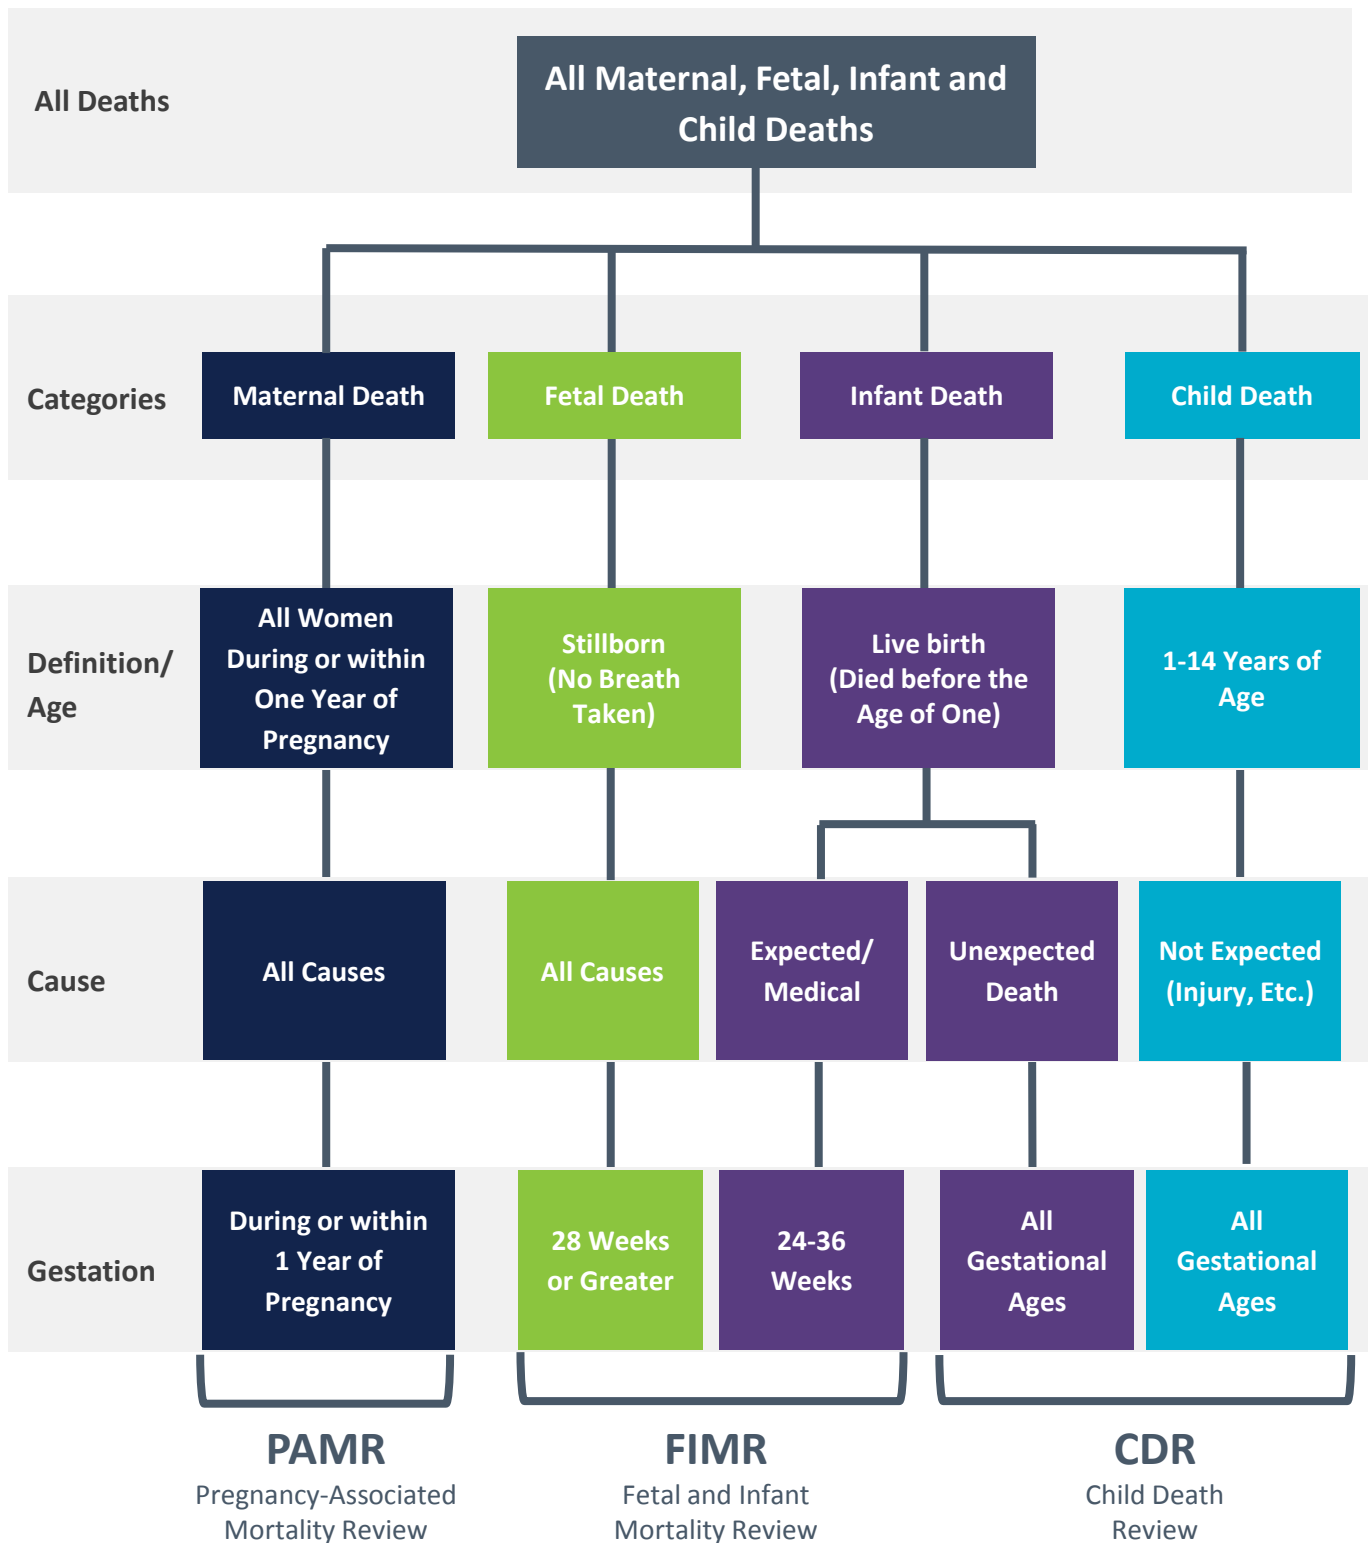 All Deaths
All Maternal, Fetal, Infant and
Child Deaths
Categories
Maternal Death
Fetal Death
Infant Death
Child Death
Definition/
Age
All Women
During or within
One Year of
Pregnancy
Stillborn
(No Breath
Taken)
Live birth
(Died before the
Age of One)
1-14 Years of
Age
Cause
All Causes
All Causes
Expected/
Medical
Unexpected
Death
Not Expected
(Injury, Etc.)
Gestation
During or within
1 Year of
Pregnancy
28 Weeks
or Greater
24-36
Weeks
All
Gestational
Ages
All
Gestational
Ages
PAMR
Pregnancy-Associated
Mortality Review
FIMR
Fetal and Infant
Mortality Review
CDR
Child Death
Review